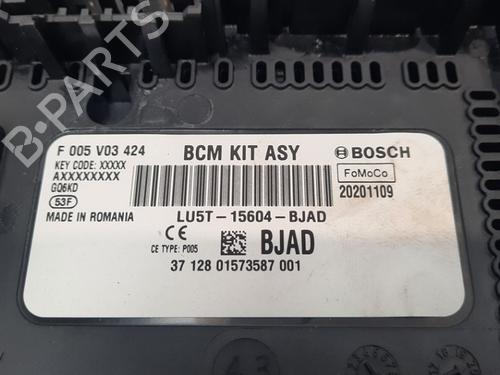 B-PARTS
F 005 V03 424
BCM KIT ASY
BOSCH
KEY CODE: XXXXX
AXXXXXXXX
GQ6KD
53F
FoMoCo
20201109
MADE IN ROMANIA
LU5T-15604-BJAD
CE
CE TYPE: P005
BJAD
37 128 01573587 001